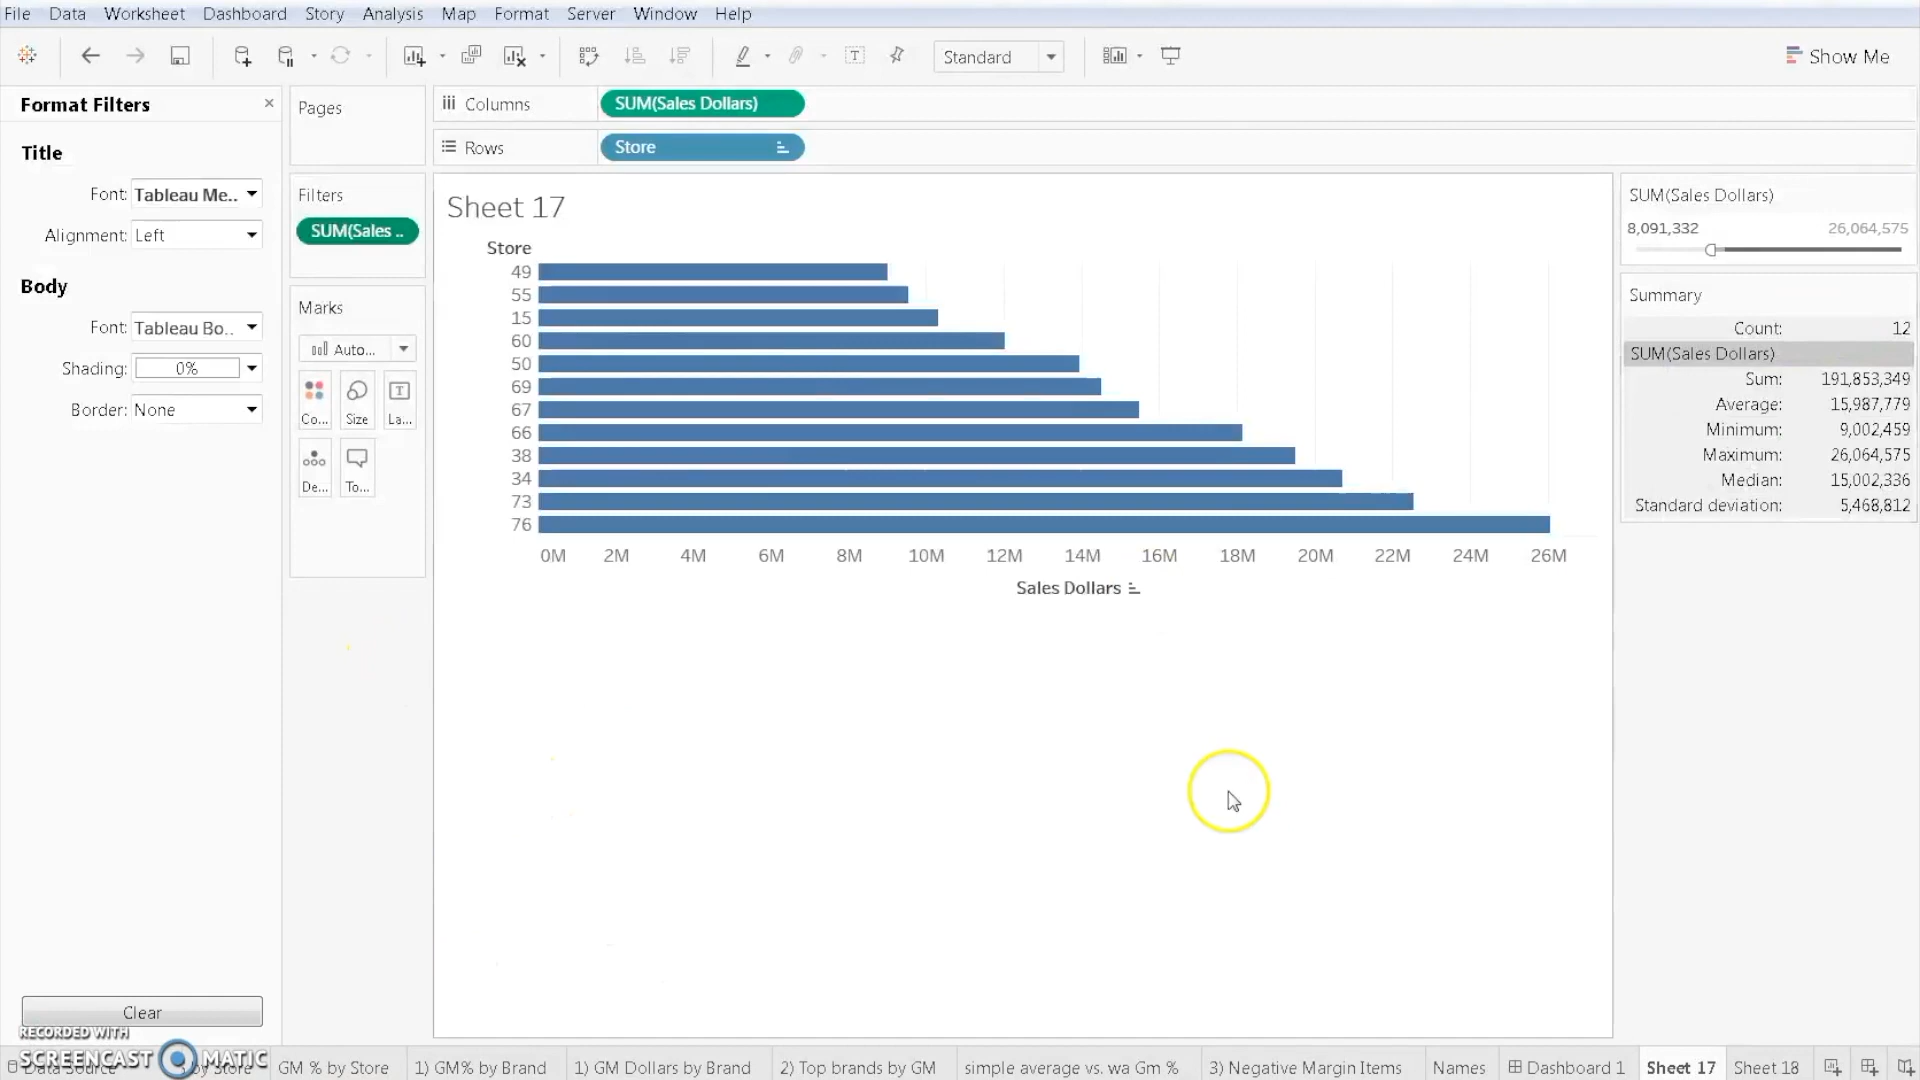 File Data Worksheet Dashboard Story Analysis Map Format Server Window Help
Standard
Show Me
Format Filters
Title
Font: Tableau Me..
Alignment: Left
Body
Font: Tableau Bo..
Shading: 0%
Border: None
Clear
Pages
Filters
SUM(Sales ..
Marks
Auto...
Co... Size La...
De... To...
Columns SUM(Sales Dollars)
Rows Store
Sheet 17
Store
49
55
15
60
50
69
67
66
38
34
73
76
0M 2M 4M 6M 8M 10M 12M 14M 16M 18M 20M 22M 24M 26M
Sales Dollars
SUM(Sales Dollars)
8,091,332 26,064,575
Summary
Count: 12
SUM(Sales Dollars)
Sum: 191,853,349
Average: 15,987,779
Minimum: 9,002,459
Maximum: 26,064,575
Median: 15,002,336
Standard deviation: 5,468,812
RECORDED WITH
SCREENCAST MATIC
Data Source by Store GM % by Store 1) GM% by Brand 1) GM Dollars by Brand 2) Top brands by GM simple average vs. wa Gm % 3) Negative Margin Items Names Dashboard 1 Sheet 17 Sheet 18